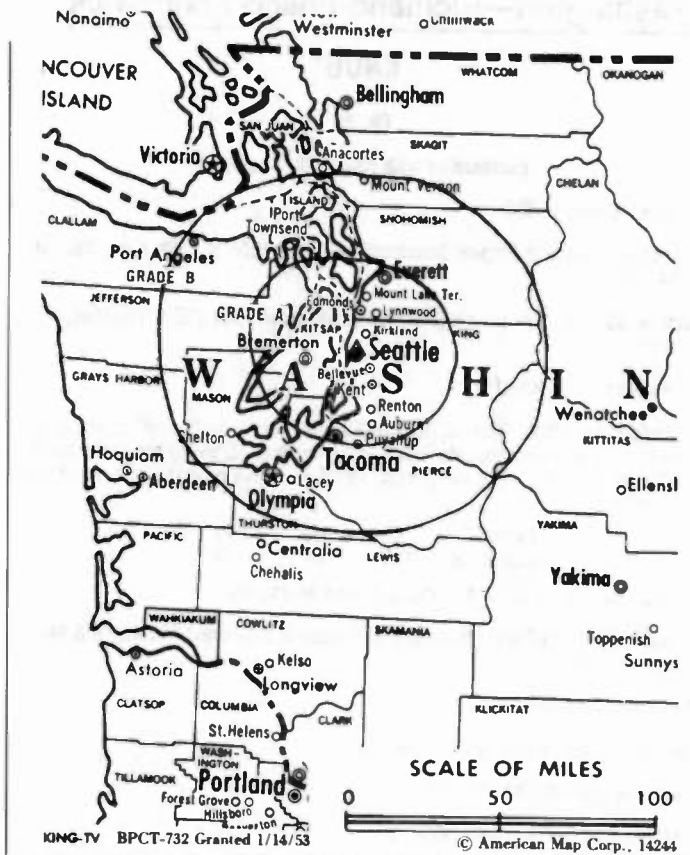 Nanaimo
Westminster
Chilliwack
NCOUVER
ISLAND
WHATCOM
OKANOGAN
Bellingham
SAN JUAN
SKAGIT
Victoria
Anacortes
Mount Vernon
CHELAN
ISLAND
Port
Townsend
SNOHOMISH
CLALLAM
Port Angeles
GRADE B
Everett
JEFFERSON
GRADE A
Edmonds
Mount Lake Ter.
Lynnwood
KITSAP
Kirkland
KING
Bremerton
Seattle
Bellevue
W A S H I N
GRAYS HARBOR
MASON
Kent
Renton
Wenatchee
Auburn
KITTITAS
Shelton
Puyallup
Tacoma
PIERCE
Hoquiam
Aberdeen
Lacey
Olympia
Ellensl
THURSTON
YAKIMA
PACIFIC
Centralia
LEWIS
Chehalis
Yakima
WAHKIAKUM
COWLITZ
SKAMANIA
Toppenish
Sunnys
Astoria
Kelso
Longview
CLATSOP
COLUMBIA
CLARK
KLICKITAT
St. Helens
WASH-
INGTON
TILLAMOOK
Portland
SCALE OF MILES
Forest Grove
Hillsboro
0 50 100
KING-TV BPCT-732 Granted 1/14/53
© American Map Corp., 14244